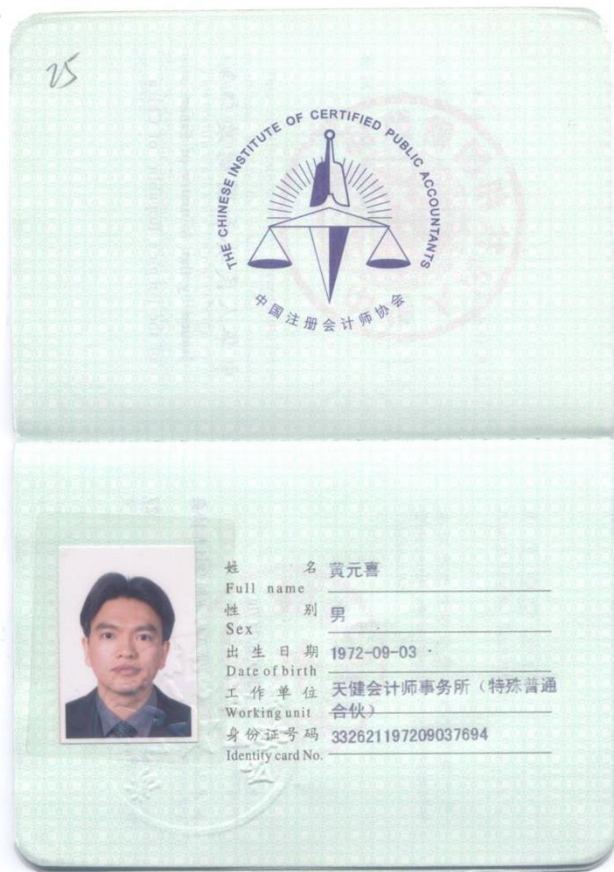 25
THE CHINESE INSTITUTE OF CERTIFIED PUBLIC ACCOUNTANTS
中国注册会计师协会
姓 名 黄元喜
Full name
性 别 男
Sex
出生日期 1972-09-03
Date of birth
工作单位 天健会计师事务所（特殊普通
Working unit 合伙）
身份证号码 332621197209037694
Identity card No.